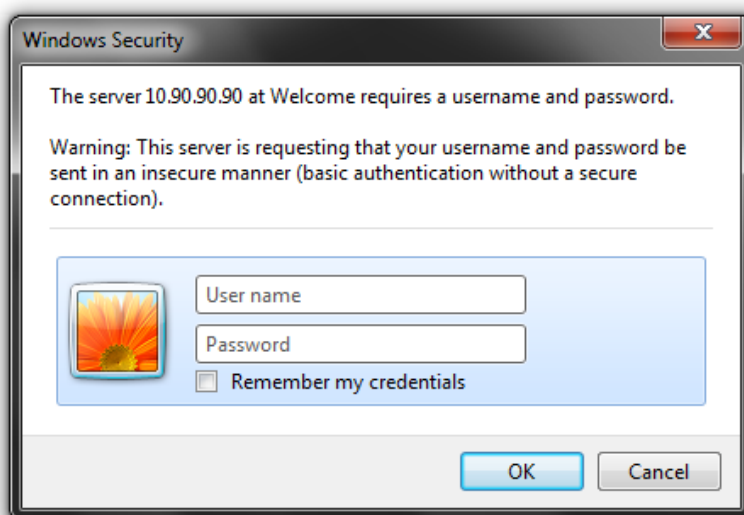 Windows Security
The server 10.90.90.90 at Welcome requires a username and password.
Warning: This server is requesting that your username and password be
sent in an insecure manner (basic authentication without a secure
connection).
User name
Password
Remember my credentials
OK
Cancel